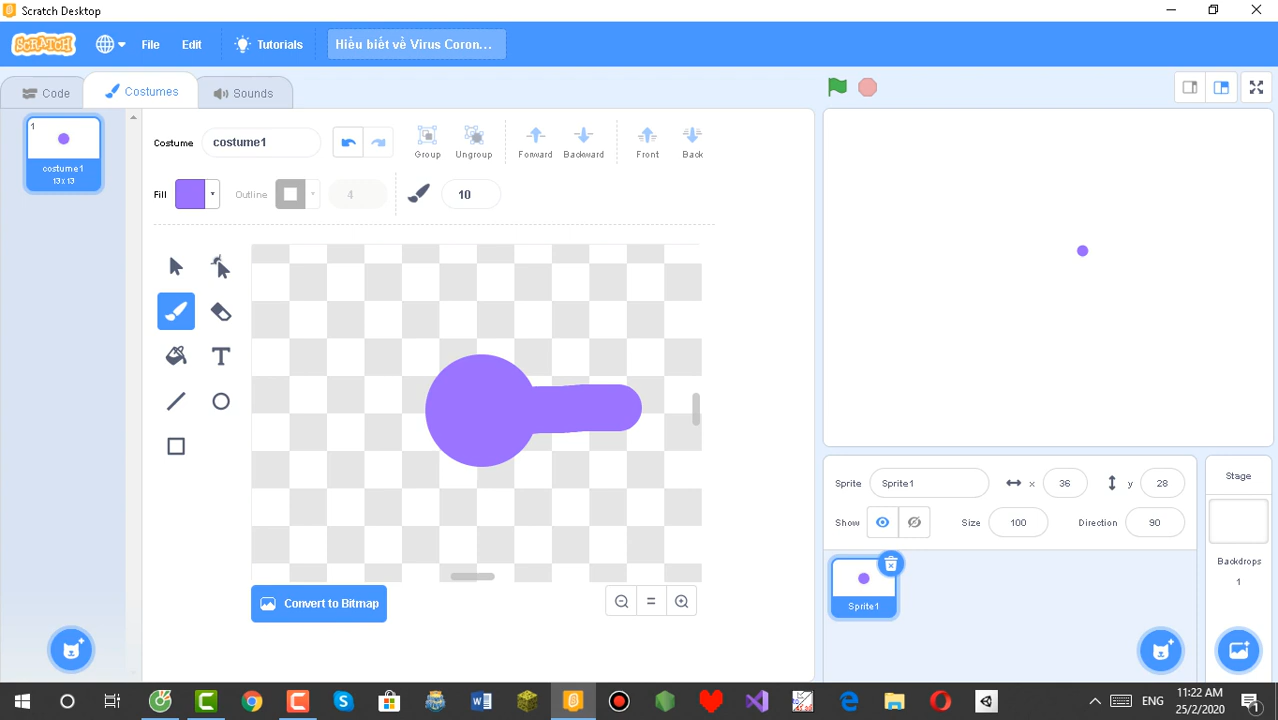 Scratch Desktop
SCRATCH File Edit Tutorials Hiểu biết về Virus Coron...
Code Costumes Sounds
1
costume1
13 x 13
Costume costume1 Group Ungroup Forward Backward Front Back
Fill Outline 4 10
Convert to Bitmap
Sprite Sprite1 x 36 y 28
Show Size 100 Direction 90
Sprite1
Stage
Backdrops
1
ENG 11:22 AM
25/2/2020
1